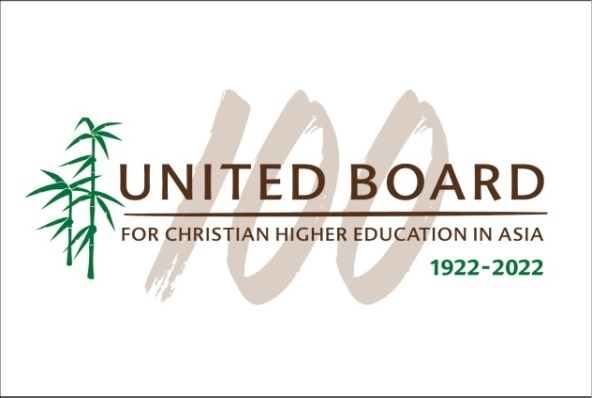 100
UNITED BOARD
FOR CHRISTIAN HIGHER EDUCATION IN ASIA
1922-2022